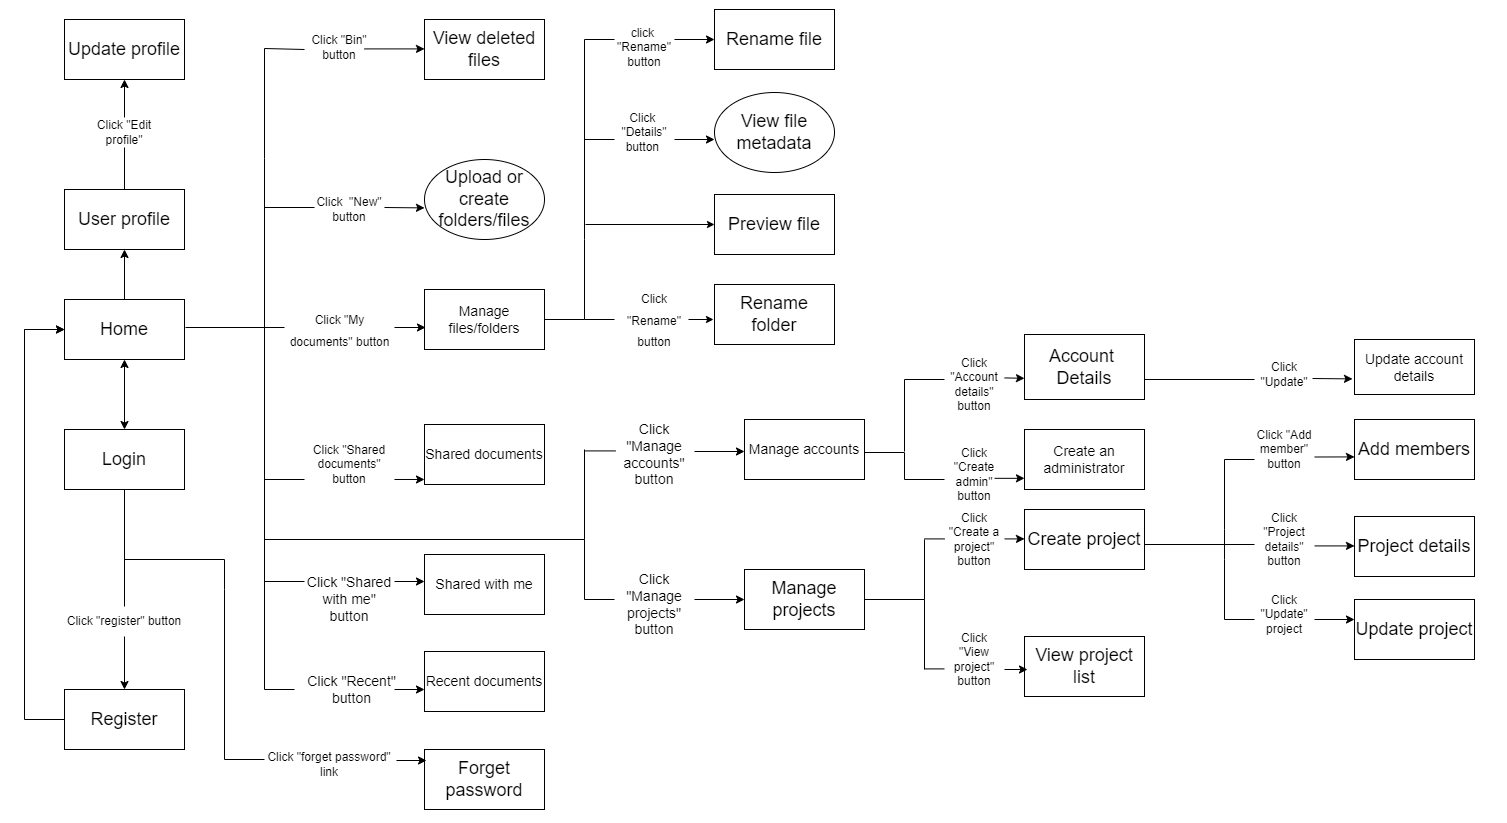 Update profile
Click "Edit
profile"
User profile
Home
Login
Click "register" button
Register
Click "Bin"
button
View deleted
files
Click  "New"
button
Upload or
create
folders/files
Click "My
documents" button
Manage
files/folders
Click "Shared
documents"
button
Shared documents
Click "Shared
with me"
button
Shared with me
Click "Recent"
button
Recent documents
Click "forget password"
link
Forget
password
click
"Rename"
button
Rename file
Click
"Details"
button
View file
metadata
Preview file
Click
"Rename"
button
Rename
folder
Click
"Manage
accounts"
button
Manage accounts
Click
"Manage
projects"
button
Manage
projects
Click
"Account
details"
button
Account
Details
Click
"Create
admin"
button
Create an
administrator
Click
"Create a
project"
button
Create project
Click
"View
project"
button
View project
list
Click
"Update"
Update account
details
Click "Add
member"
button
Add members
Click
"Project
details"
button
Project details
Click
"Update"
project
Update project